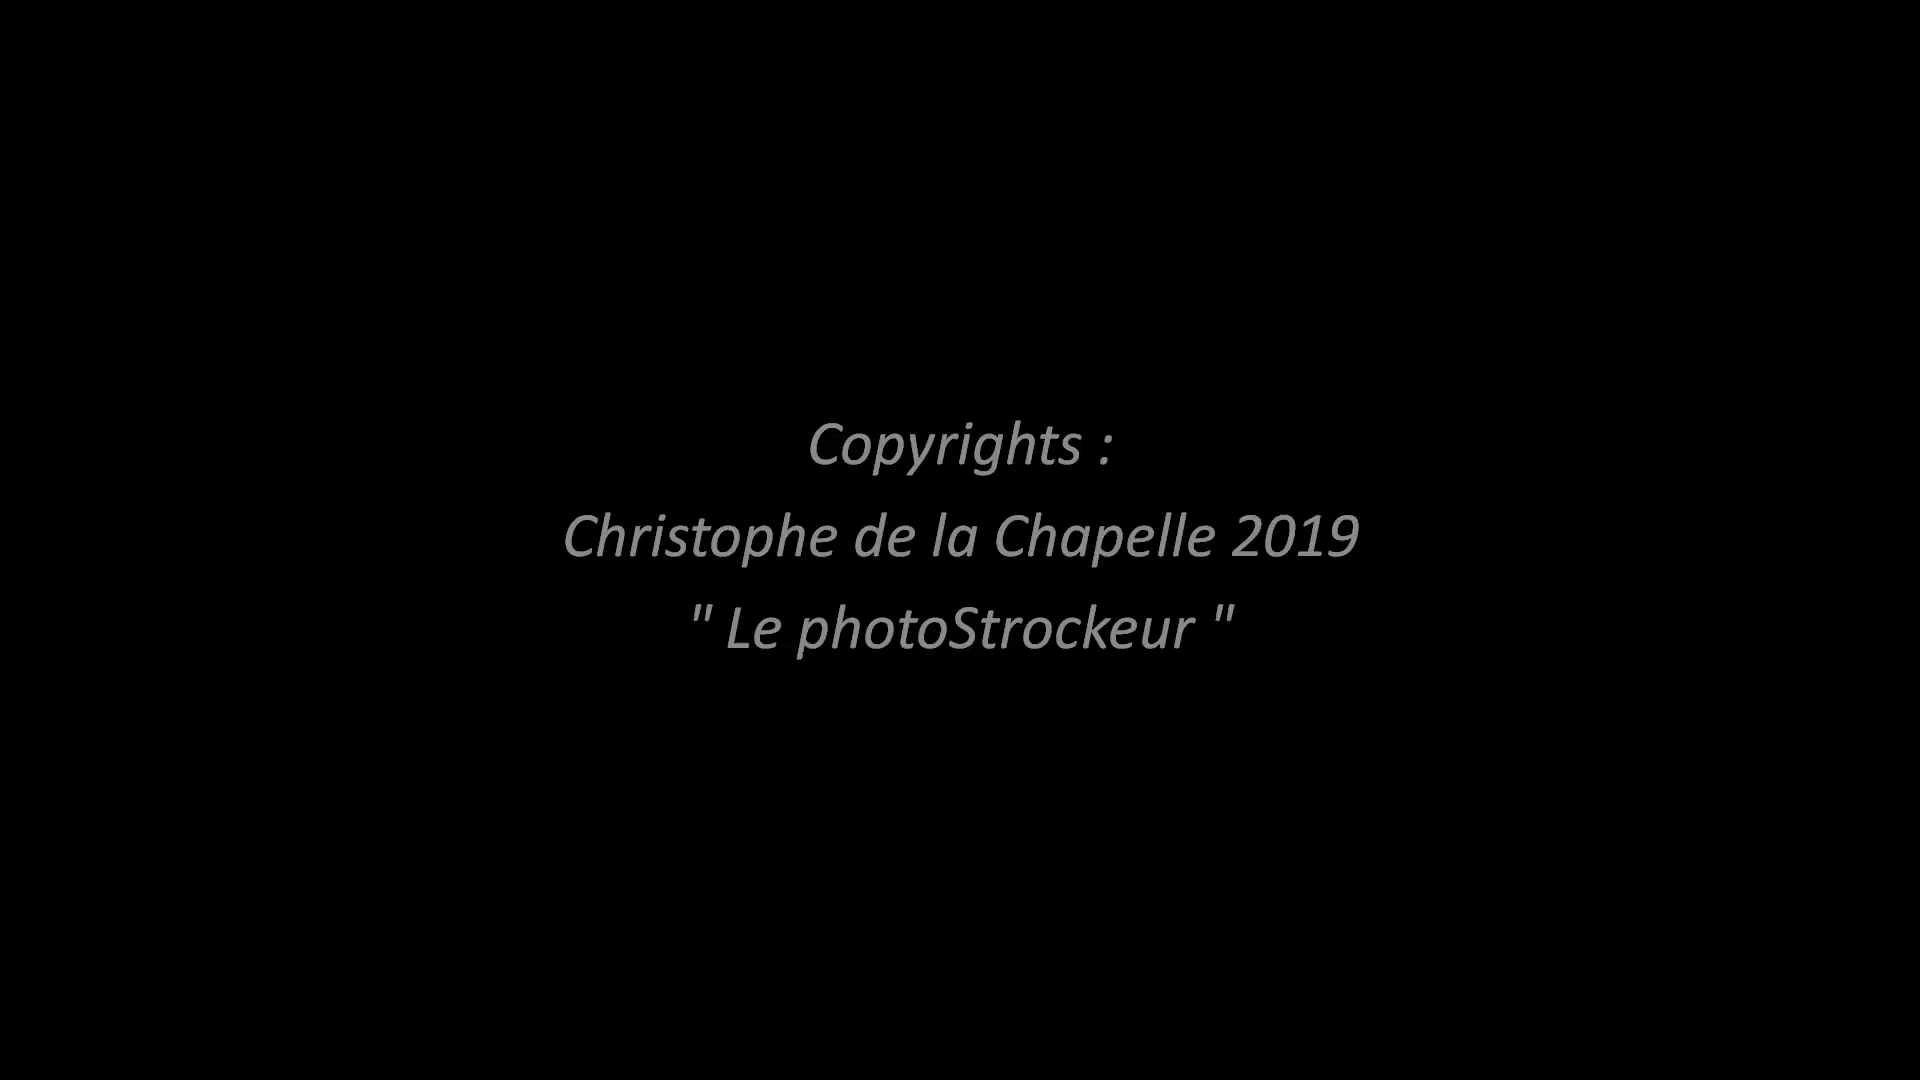 Copyrights :
Christophe de la Chapelle 2019
" Le photoStrockeur "